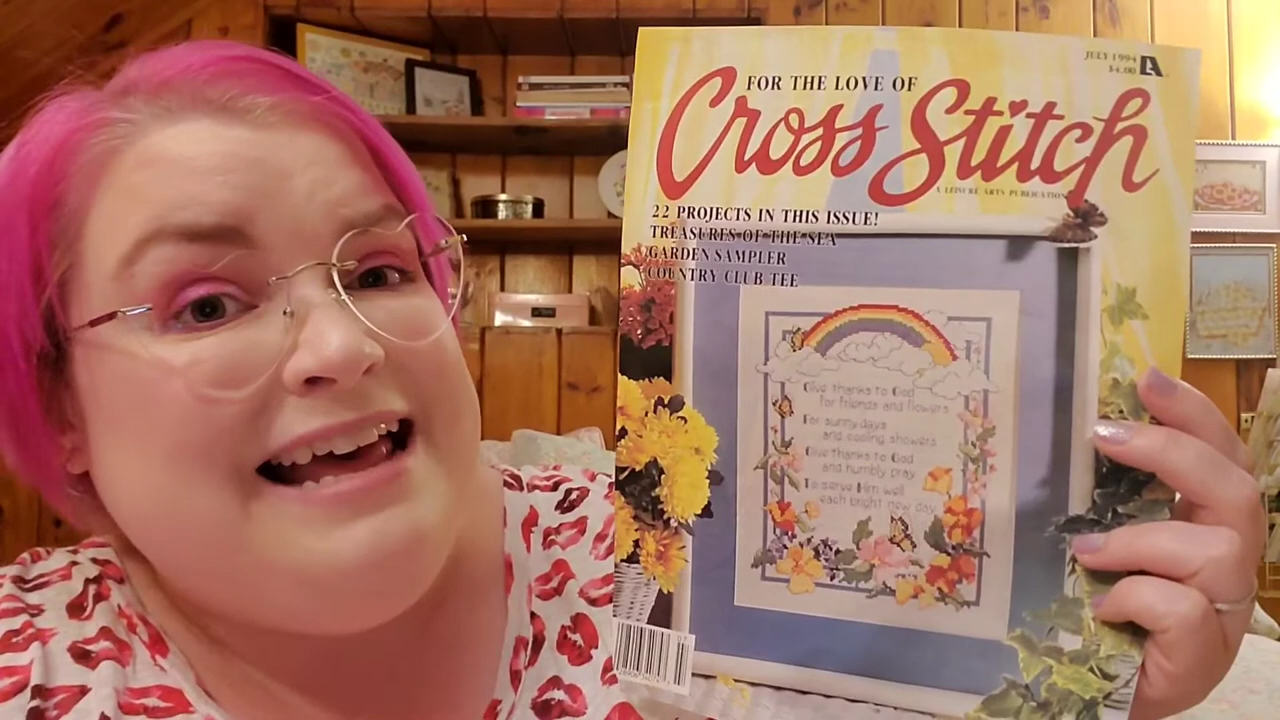 JULY 1994
$4.00
FOR THE LOVE OF
Cross Stitch
A LEISURE ARTS PUBLICATION
22 PROJECTS IN THIS ISSUE!
TREASURES OF THE SEA
GARDEN SAMPLER
COUNTRY CLUB TEE
Give thanks to God
for friends and flowers
For sunny days
and cooling showers
Give thanks to God
and humbly pray
To serve Him well
each bright new day
07